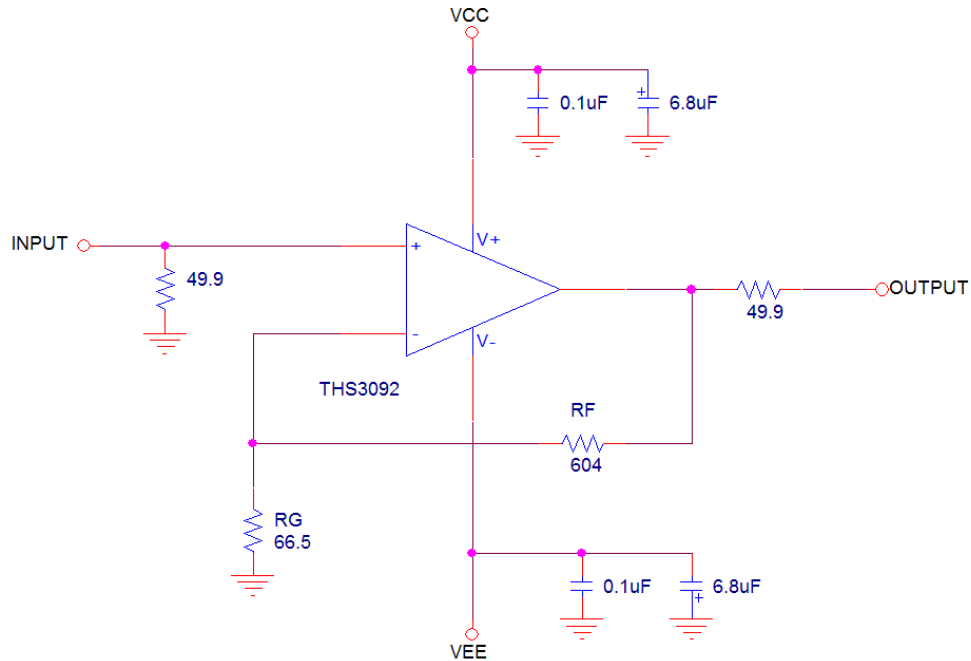 VCC
+
0.1uF
6.8uF
INPUT
+
V+
49.9
OUTPUT
49.9
-
V-
THS3092
RF
604
RG
66.5
0.1uF
6.8uF
+
VEE